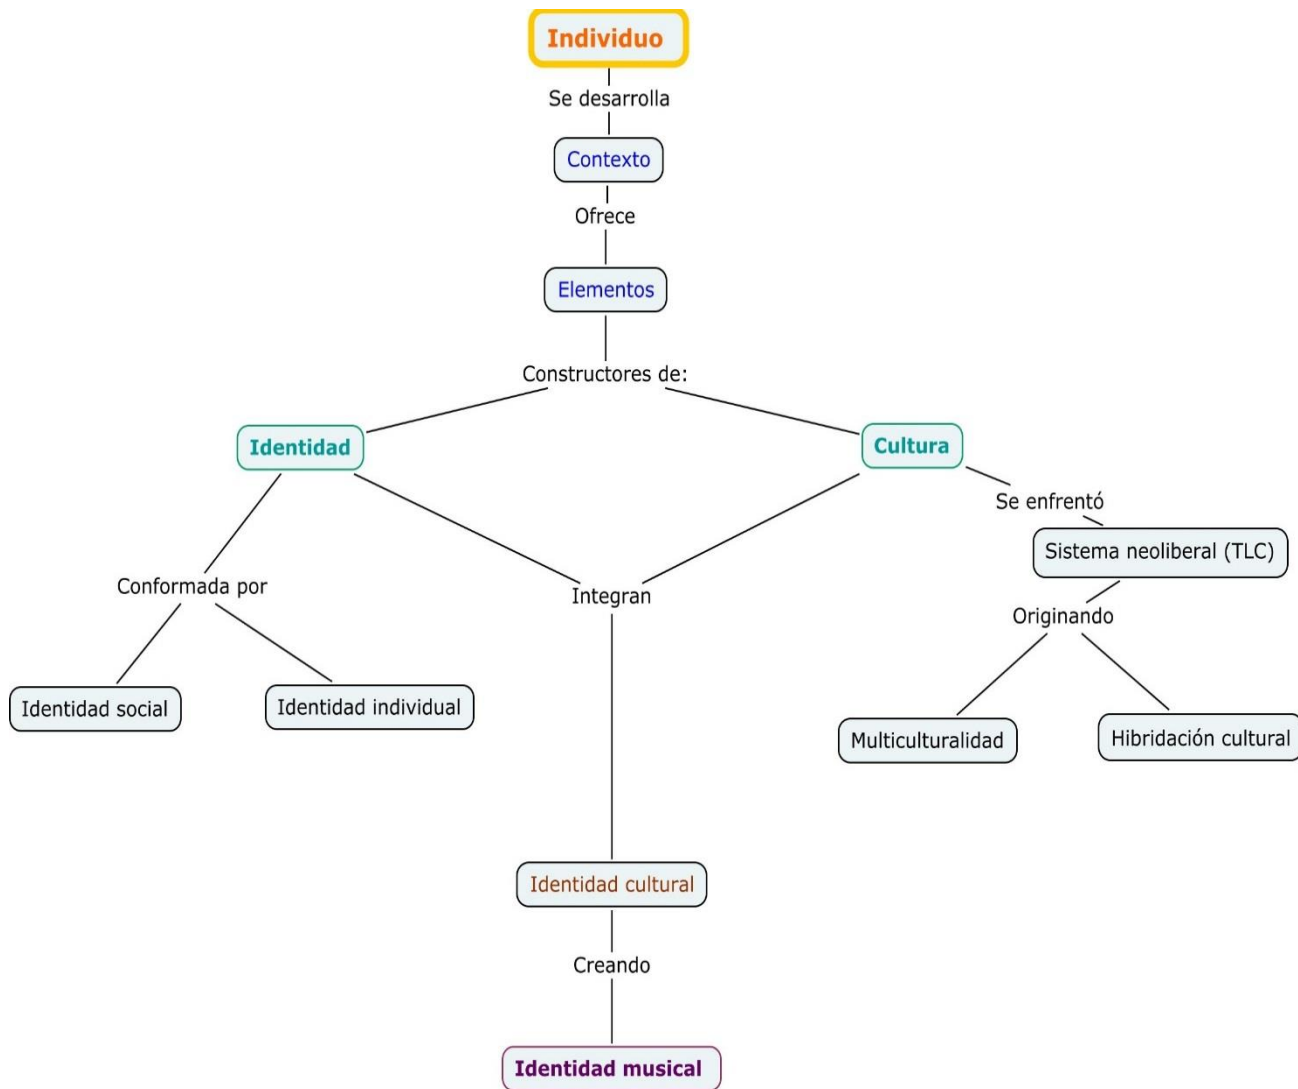 Individuo
Se desarrolla
Contexto
Ofrece
Elementos
Constructores de:
Identidad
Cultura
Se enfrentó
Sistema neoliberal (TLC)
Conformada por
Integran
Originando
Identidad social
Identidad individual
Multiculturalidad
Hibridación cultural
Identidad cultural
Creando
Identidad musical